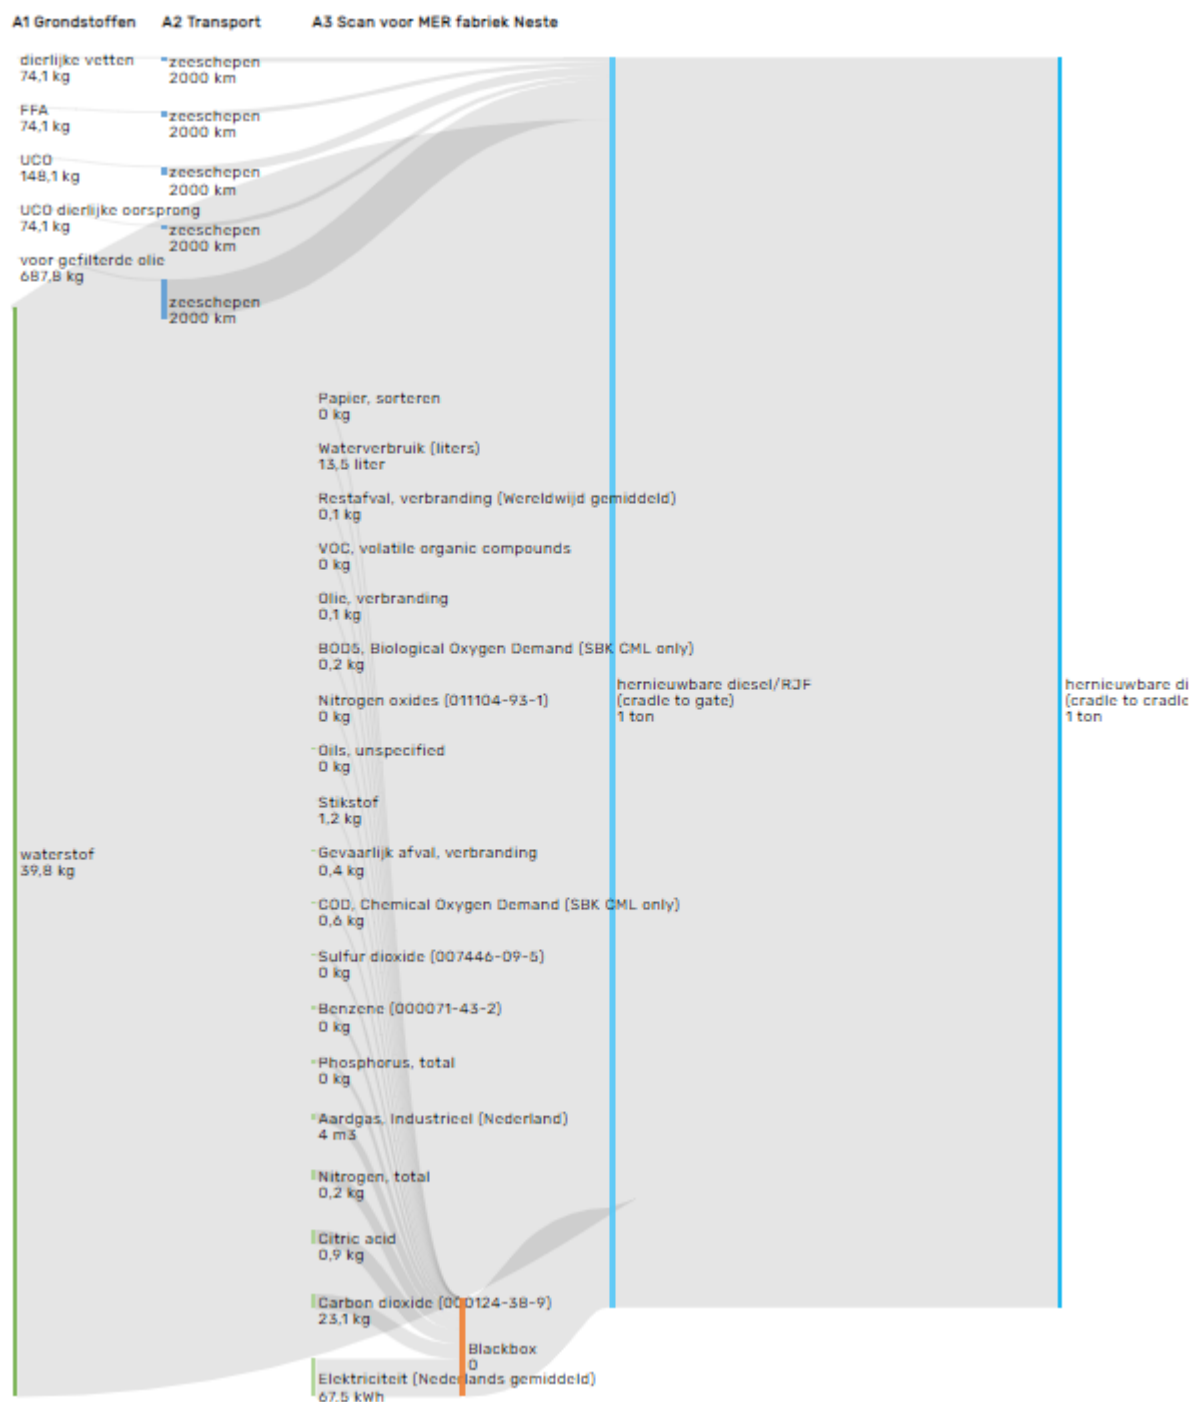 A1 Grondstoffen
A2 Transport
A3 Scan voor MER fabriek Neste
dierlijke vetten
74,1 kg
zeeschepen
2000 km
FFA
74,1 kg
zeeschepen
2000 km
UCO
148,1 kg
zeeschepen
2000 km
UCO dierlijke oorsprong
74,1 kg
zeeschepen
2000 km
voor gefilterde olie
687,8 kg
zeeschepen
2000 km
Papier, sorteren
0 kg
Waterverbruik (liters)
13,5 liter
Restafval, verbranding (Wereldwijd gemiddeld)
0,1 kg
VOC, volatile organic compounds
0 kg
Olie, verbranding
0,1 kg
BOD5, Biological Oxygen Demand (SBK CML only)
0,2 kg
hernieuwbare diesel/RJF
(cradle to gate)
1 ton
hernieuwbare di
(cradle to cradle
1 ton
Nitrogen oxides (011104-93-1)
0 kg
Oils, unspecified
0 kg
Stikstof
1,2 kg
waterstof
39,8 kg
Gevaarlijk afval, verbranding
0,4 kg
COD, Chemical Oxygen Demand (SBK CML only)
0,6 kg
Sulfur dioxide (007446-09-5)
0 kg
Benzene (000071-43-2)
0 kg
Phosphorus, total
0 kg
Aardgas, Industrieel (Nederland)
4 m3
Nitrogen, total
0,2 kg
Citric acid
0,9 kg
Carbon dioxide (000124-38-9)
23,1 kg
Blackbox
0
Elektriciteit (Nederlands gemiddeld)
67,5 kWh